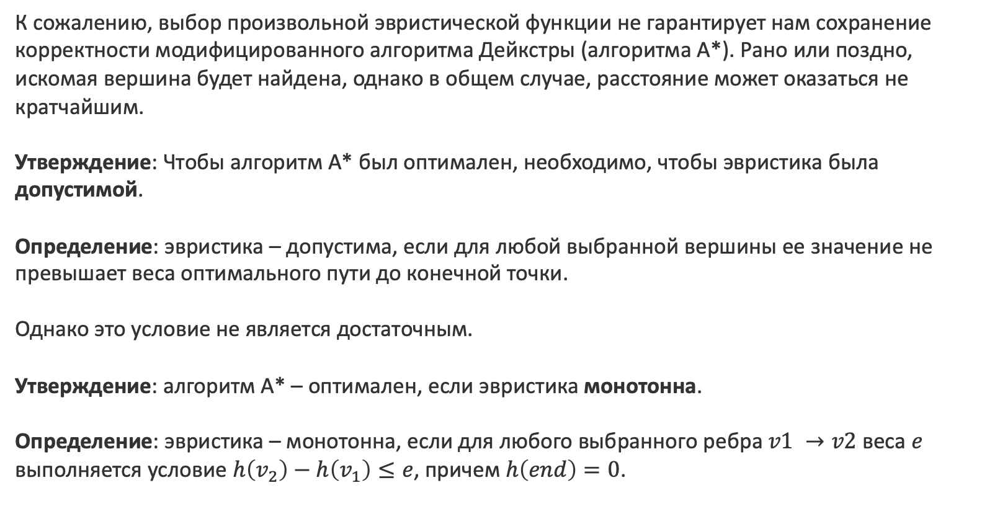 К сожалению, выбор произвольной эвристической функции не гарантирует нам сохранение
корректности модифицированного алгоритма Дейкстры (алгоритма А*). Рано или поздно,
искомая вершина будет найдена, однако в общем случае, расстояние может оказаться не
кратчайшим.
Утверждение: Чтобы алгоритм А* был оптимален, необходимо, чтобы эвристика была
допустимой.
Определение: эвристика – допустима, если для любой выбранной вершины ее значение не
превышает веса оптимального пути до конечной точки.
Однако это условие не является достаточным.
Утверждение: алгоритм А* – оптимален, если эвристика монотонна.
Определение: эвристика – монотонна, если для любого выбранного ребра v1 → v2 веса e
выполняется условие h(v₂) − h(v₁) ≤ e, причем h(end) = 0.